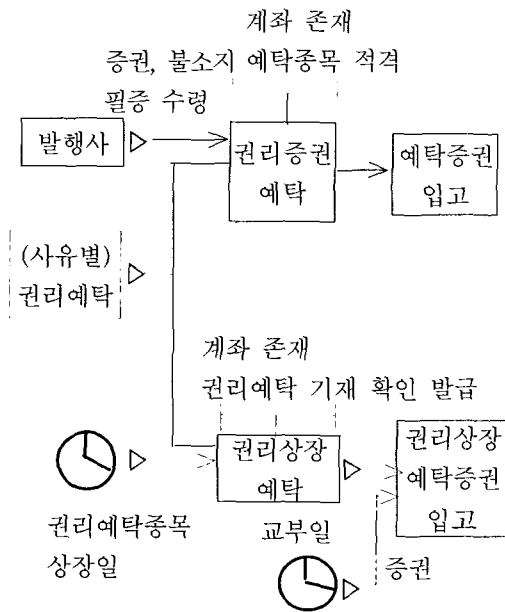 계좌 존재
증권, 불소지 예탁종목 적격
필증 수령
발행사
권리증권
예탁
예탁증권
입고
(사유별)
권리예탁
계좌 존재
권리예탁 기재 확인 발급
권리상장
예탁
권리상장
예탁증권
입고
권리예탁종목
상장일
교부일
증권